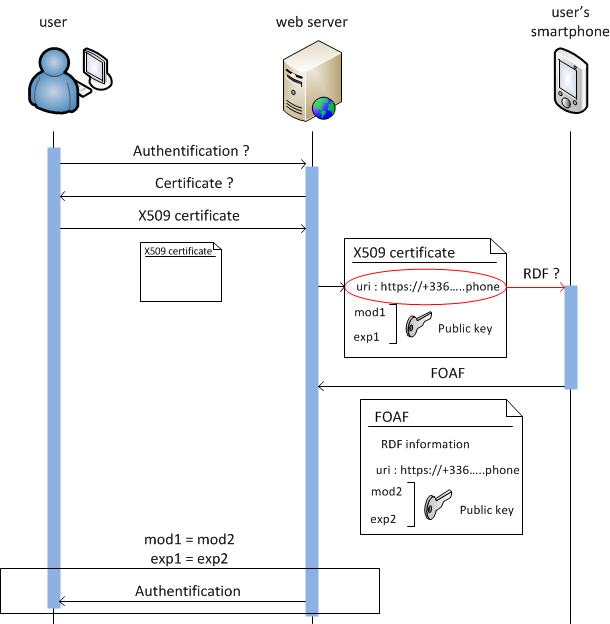 user
web server
user's
smartphone
Authentification ?
Certificate ?
X509 certificate
X509 certificate
X509 certificate
uri : https://+336.....phone
RDF ?
mod1
exp1
Public key
FOAF
FOAF
RDF information
uri : https://+336.....phone
mod2
exp2
Public key
mod1 = mod2
exp1 = exp2
Authentification